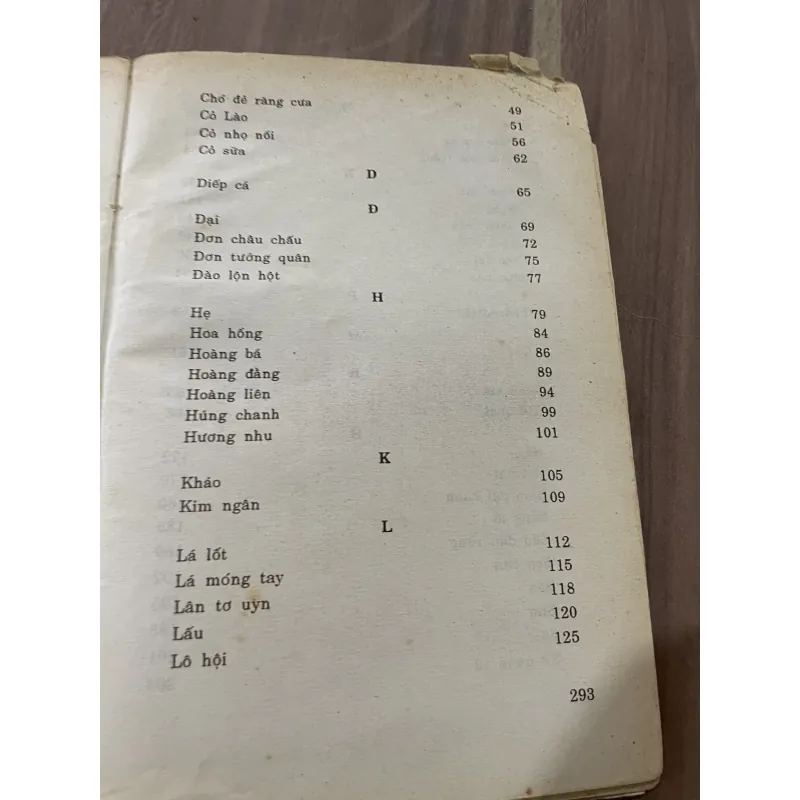 Chó đẻ răng cưa 49
Cỏ Lào 51
Cỏ nhọ nồi 56
Cỏ sữa 62
D
Diếp cá 65
Đ
Đại 69
Đơn châu chấu 72
Đơn tướng quân 75
Đào lộn hột 77
H
Hẹ 79
Hoa hồng 84
Hoàng bá 86
Hoàng đằng 89
Hoàng liên 94
Húng chanh 99
Hương nhu 101
K
Kháo 105
Kim ngân 109
L
Lá lốt 112
Lá móng tay 115
Lân tơ uyn 118
Lấu 120
Lô hội 125
293